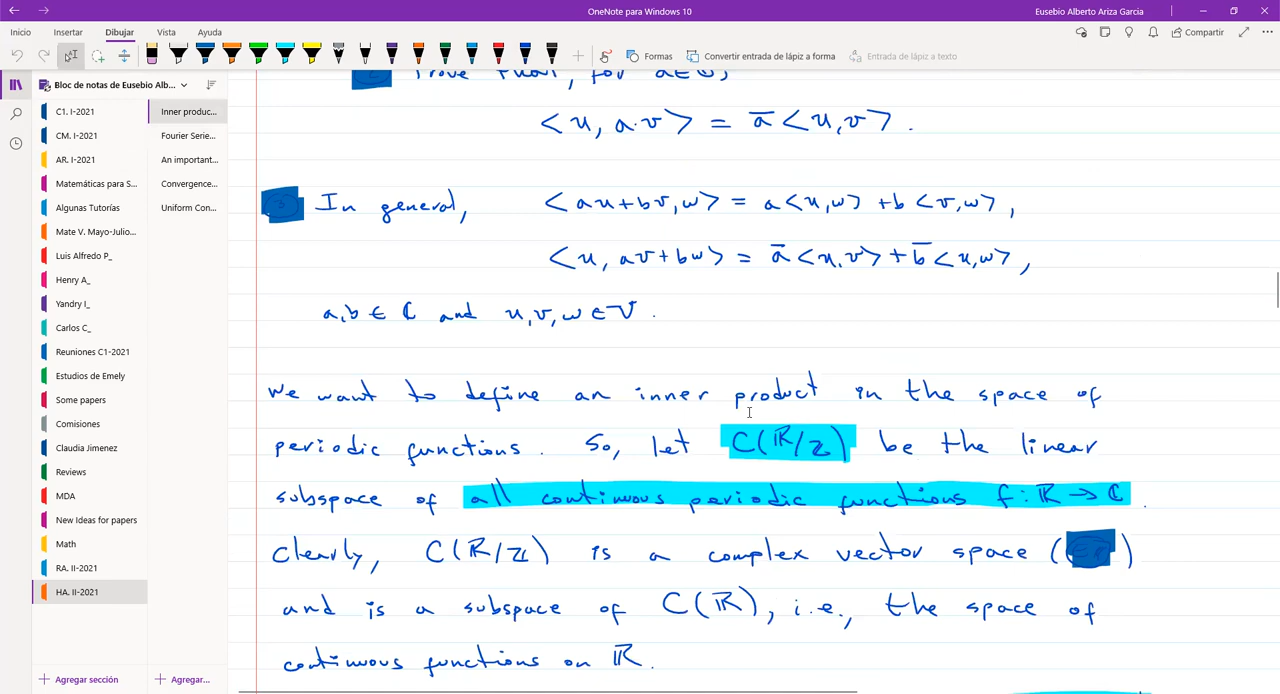 OneNote para Windows 10
Eusebio Alberto Ariza Garcia
Inicio Insertar Dibujar Vista Ayuda
Compartir
Formas
Convertir entrada de lápiz a forma
Entrada de lápiz a texto
Bloc de notas de Eusebio Alb...
C1. I-2021
CM. I-2021
AR. I-2021
Matemáticas para S...
Algunas Tutorías
Mate V. Mayo-Julio...
Luis Alfredo P_
Henry A_
Yandry I_
Carlos C_
Reuniones C1-2021
Estudios de Emely
Some papers
Comisiones
Claudia Jimenez
Reviews
MDA
New Ideas for papers
Math
RA. II-2021
HA. II-2021
Agregar sección
Inner produc...
Fourier Serie...
An important...
Convergence...
Uniform Con...
Agregar...
Prove that, for a∈ℂ,
<u, a·v> = a̅ <u,v>.
3 In general, <au+bv,w> = a<u,w> + b<v,w>,
<u, av+bw> = a̅<u,v> + b̅<u,w>,
a,b ∈ ℂ and u,v,w ∈ V.
We want to define an inner product in the space of
periodic functions. So, let C(ℝ/ℤ) be the linear
subspace of all continuous periodic functions f: ℝ → ℂ.
Clearly, C(ℝ/ℤ) is a complex vector space ( )
and is a subspace of C(ℝ), i.e., the space of
continuous functions on ℝ.